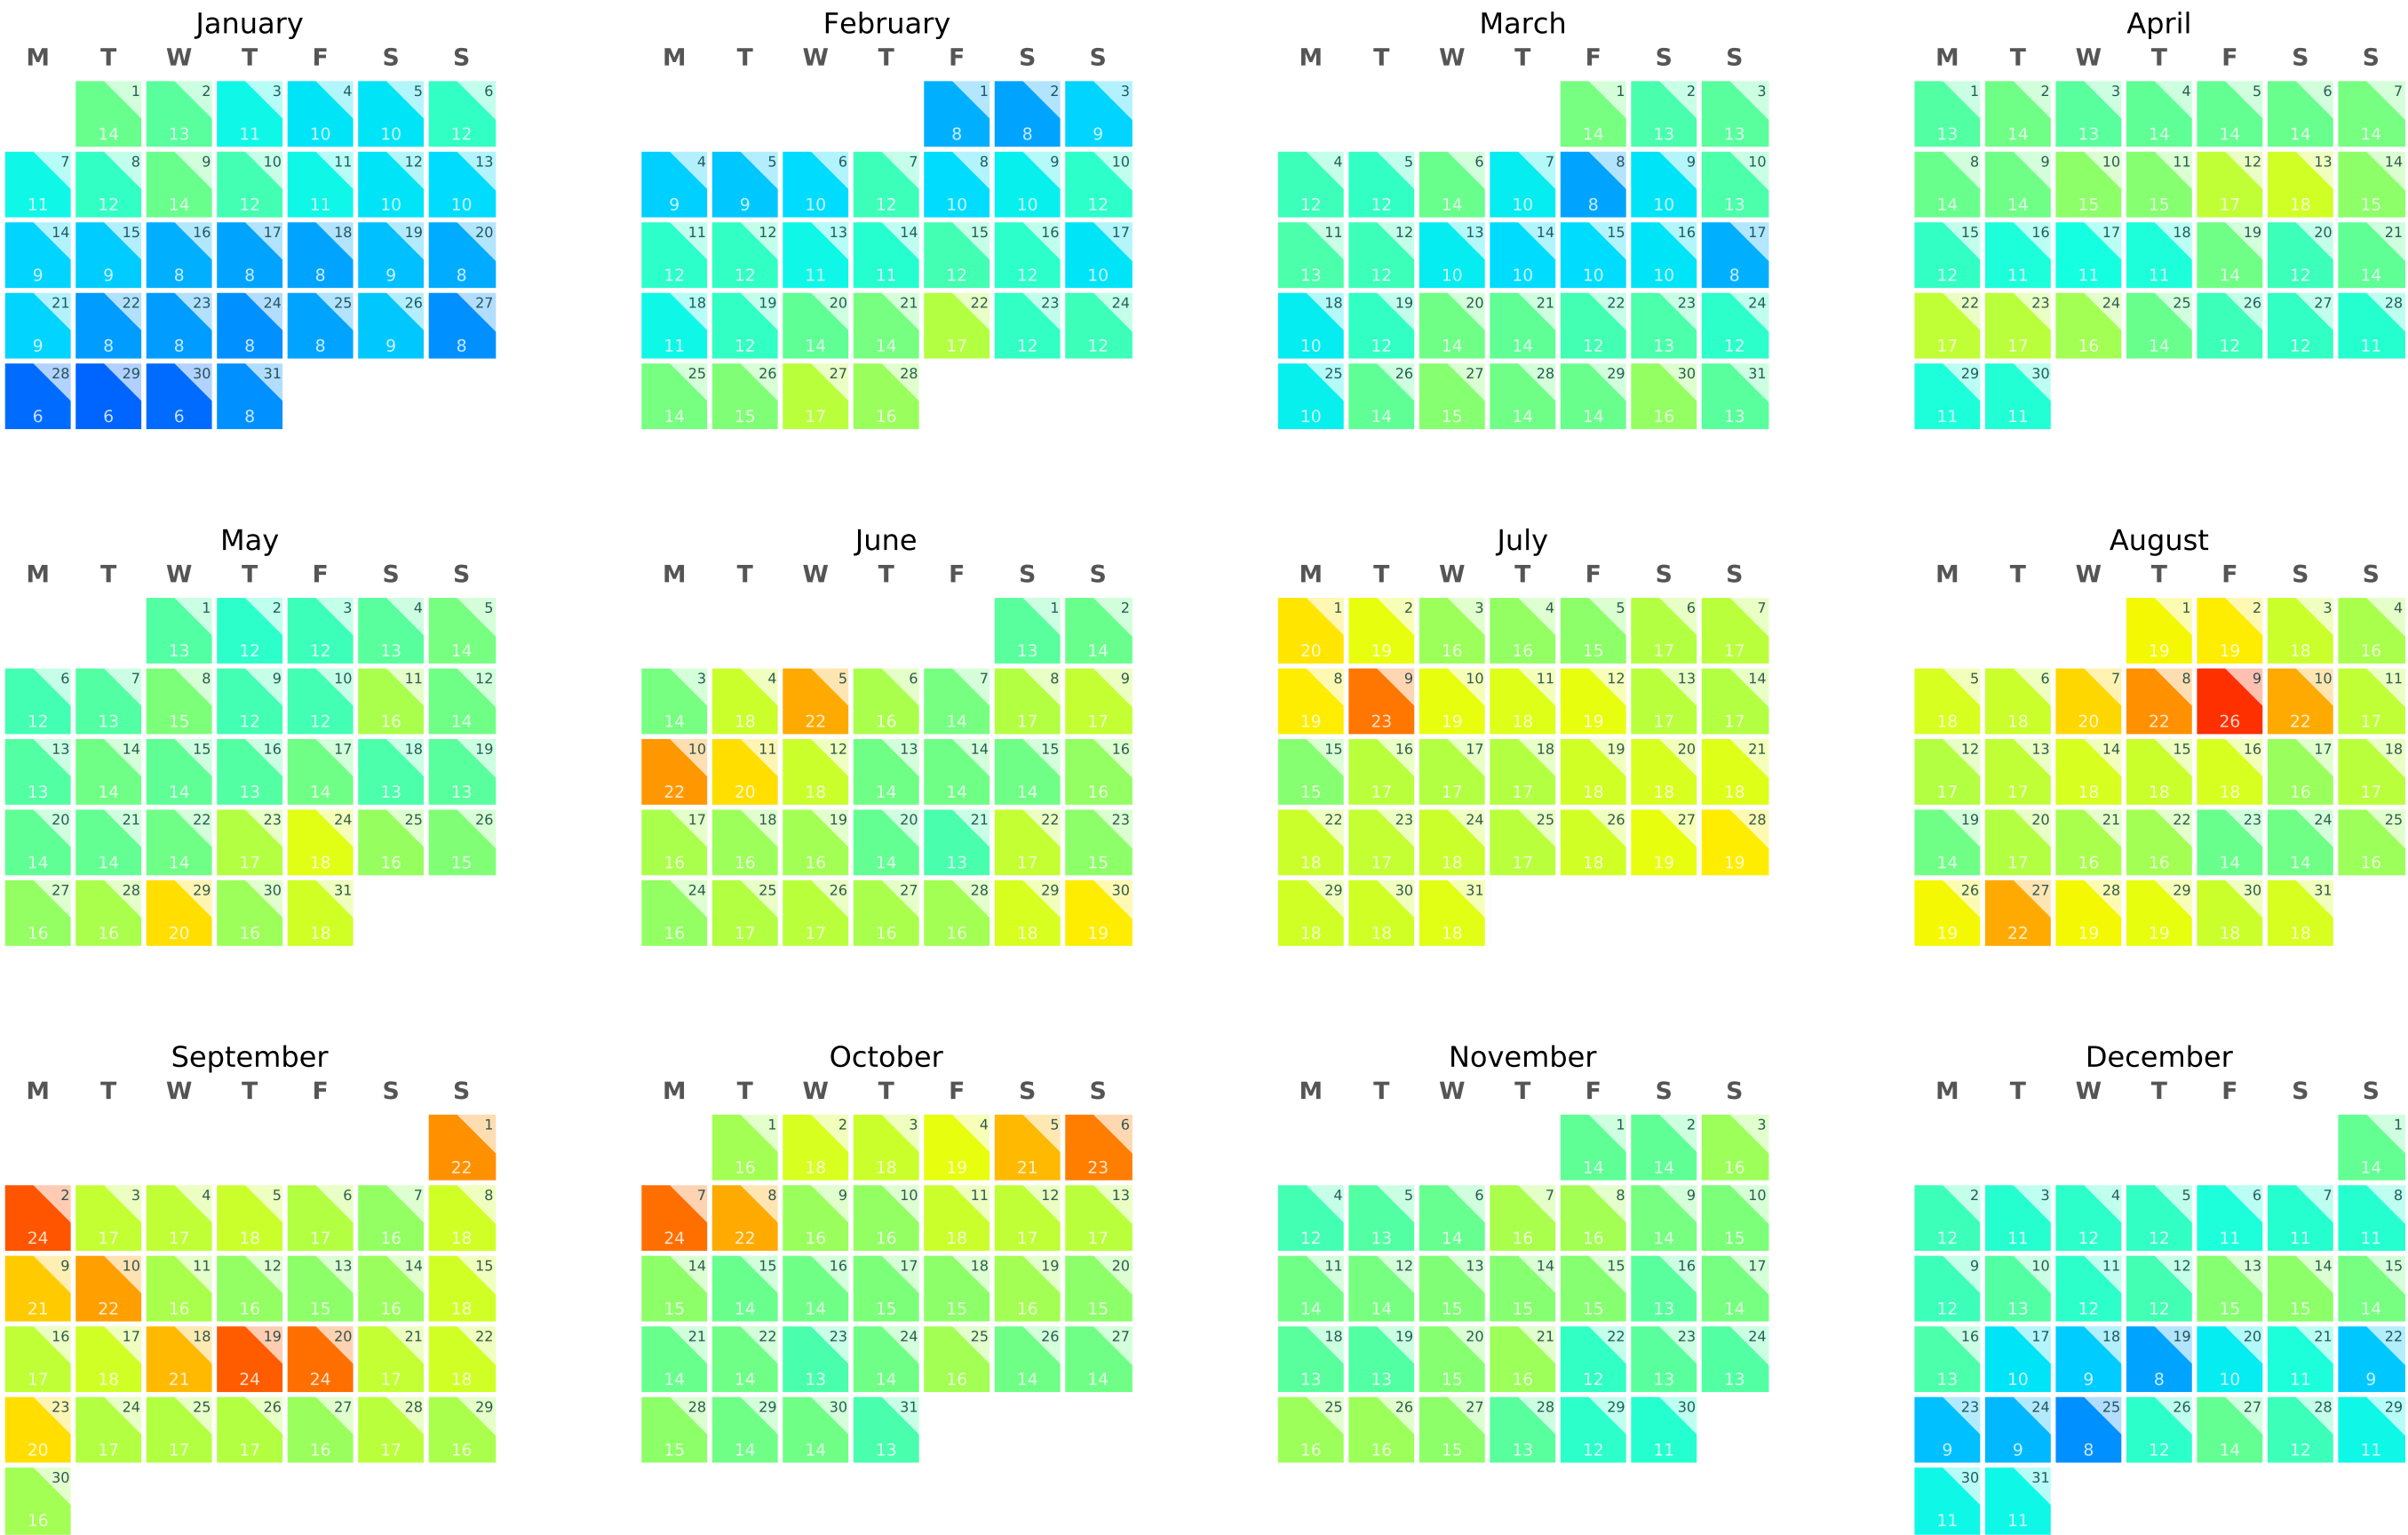 January February March April
M T W T F S S M T W T F S S M T W T F S S M T W T F S S
1 2 3 4 5 6 1 2 3 1 2 3 1 2 3 4 5 6 7
14 13 11 10 10 12 8 8 9 14 13 13 13 14 13 14 14 14 14
7 8 9 10 11 12 13 4 5 6 7 8 9 10 4 5 6 7 8 9 10 8 9 10 11 12 13 14
11 12 14 12 11 10 10 9 9 10 12 10 10 12 12 12 14 10 8 10 13 14 14 15 15 17 18 15
14 15 16 17 18 19 20 11 12 13 14 15 16 17 11 12 13 14 15 16 17 15 16 17 18 19 20 21
9 9 8 8 8 9 8 12 12 11 11 12 12 10 13 12 10 10 10 10 8 12 11 11 11 14 12 14
21 22 23 24 25 26 27 18 19 20 21 22 23 24 18 19 20 21 22 23 24 22 23 24 25 26 27 28
9 8 8 8 8 9 8 11 12 14 14 17 12 12 10 12 14 14 12 13 12 17 17 16 14 12 12 11
28 29 30 31 25 26 27 28 25 26 27 28 29 30 31 29 30
6 6 6 8 14 15 17 16 10 14 15 14 14 16 13 11 11
May June July August
M T W T F S S M T W T F S S M T W T F S S M T W T F S S
1 2 3 4 5 1 2 1 2 3 4 5 6 7 1 2 3 4
13 12 12 13 14 13 14 20 19 16 16 15 17 17 19 19 18 16
6 7 8 9 10 11 12 3 4 5 6 7 8 9 8 9 10 11 12 13 14 5 6 7 8 9 10 11
12 13 15 12 12 16 14 14 18 22 16 14 17 17 19 23 19 18 19 17 17 18 18 20 22 26 22 17
13 14 15 16 17 18 19 10 11 12 13 14 15 16 15 16 17 18 19 20 21 12 13 14 15 16 17 18
13 14 14 13 14 13 13 22 20 18 14 14 14 16 15 17 17 17 18 18 18 17 17 18 18 18 16 17
20 21 22 23 24 25 26 17 18 19 20 21 22 23 22 23 24 25 26 27 28 19 20 21 22 23 24 25
14 14 14 17 18 16 15 16 16 16 14 13 17 15 18 17 18 17 18 19 19 14 17 16 16 14 14 16
27 28 29 30 31 24 25 26 27 28 29 30 29 30 31 26 27 28 29 30 31
16 16 20 16 18 16 17 17 16 16 18 19 18 18 18 19 22 19 19 18 18
September October November December
M T W T F S S M T W T F S S M T W T F S S M T W T F S S
1 1 2 3 4 5 6 1 2 3 1
22 16 18 18 19 21 23 14 14 16 14
2 3 4 5 6 7 8 7 8 9 10 11 12 13 4 5 6 7 8 9 10 2 3 4 5 6 7 8
24 17 17 18 17 16 18 24 22 16 16 18 17 17 12 13 14 16 16 14 15 12 11 12 12 11 11 11
9 10 11 12 13 14 15 14 15 16 17 18 19 20 11 12 13 14 15 16 17 9 10 11 12 13 14 15
21 22 16 16 15 16 18 15 14 14 15 15 16 15 14 14 15 15 15 13 14 12 13 12 12 15 15 14
16 17 18 19 20 21 22 21 22 23 24 25 26 27 18 19 20 21 22 23 24 16 17 18 19 20 21 22
17 18 21 24 24 17 18 14 14 13 14 16 14 14 13 13 15 16 12 13 13 13 10 9 8 10 11 9
23 24 25 26 27 28 29 28 29 30 31 25 26 27 28 29 30 23 24 25 26 27 28 29
20 17 17 17 16 17 16 15 14 14 13 16 16 15 13 12 11 9 9 8 12 14 12 11
30 30 31
16 11 11